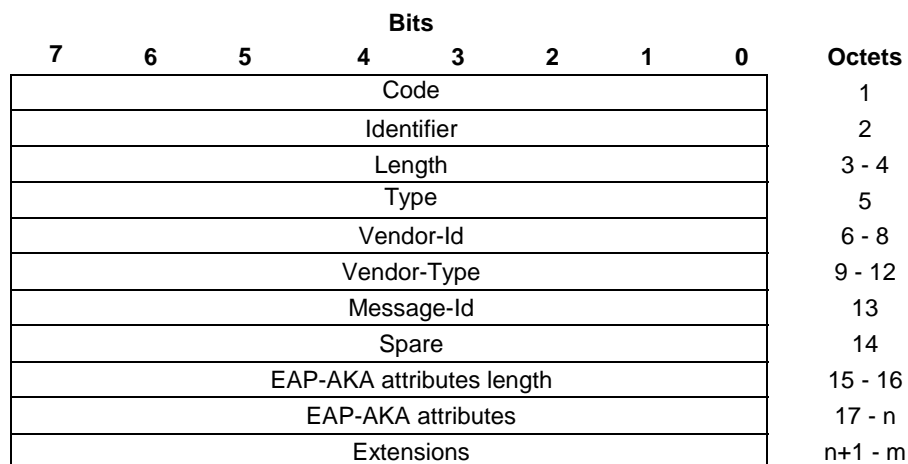 Bits
7 6 5 4 3 2 1 0 Octets
Code 1
Identifier 2
Length 3 - 4
Type 5
Vendor-Id 6 - 8
Vendor-Type 9 - 12
Message-Id 13
Spare 14
EAP-AKA attributes length 15 - 16
EAP-AKA attributes 17 - n
Extensions n+1 - m